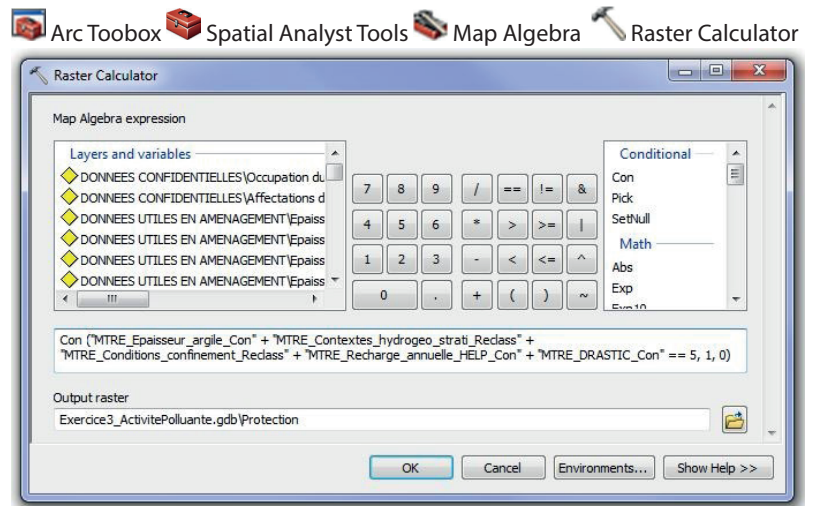 Arc Toobox Spatial Analyst Tools Map Algebra Raster Calculator
Raster Calculator
Map Algebra expression
Layers and variables
DONNEES CONFIDENTIELLES\Occupation du
DONNEES CONFIDENTIELLES\Affectations d
DONNEES UTILES EN AMENAGEMENT\Epaiss
DONNEES UTILES EN AMENAGEMENT\Epaiss
DONNEES UTILES EN AMENAGEMENT\Epaiss
DONNEES UTILES EN AMENAGEMENT\Epaiss
7 8 9 / == != &
4 5 6 * > >= |
1 2 3 - < <= ^
0 . + ( ) ~
Conditional
Con
Pick
SetNull
Math
Abs
Exp
Exp10
Con ("MTRE_Epaisseur_argile_Con" + "MTRE_Contextes_hydrogeo_strati_Reclass" +
"MTRE_Conditions_confinement_Reclass" + "MTRE_Recharge_annuelle_HELP_Con" + "MTRE_DRASTIC_Con" == 5, 1, 0)
Output raster
Exercice3_ActivitePolluante.gdb\Protection
OK Cancel Environments... Show Help >>